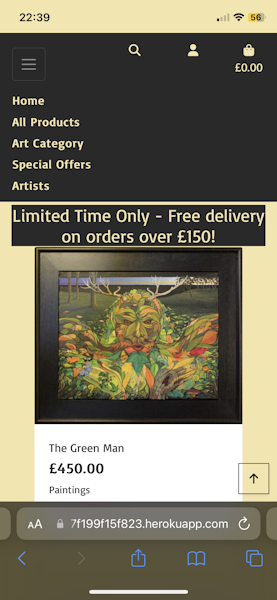 22:39
56
£0.00
Home
All Products
Art Category
Special Offers
Artists
Limited Time Only - Free delivery
on orders over £150!
The Green Man
£450.00
Paintings
AA
7f199f15f823.herokuapp.com